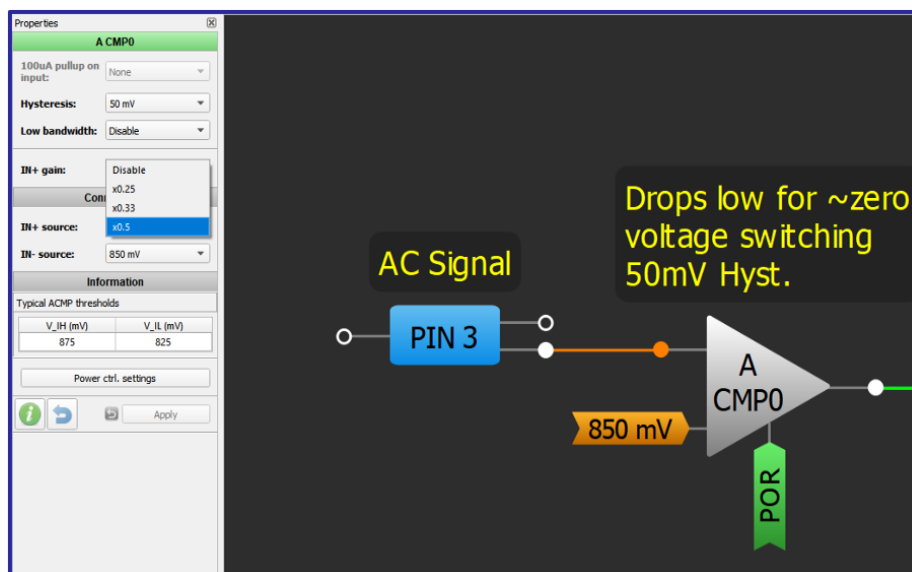 Properties
A CMP0
100uA pullup on
input:
None
Hysteresis:
50 mV
Low bandwidth:
Disable
IN+ gain:
Disable
x0.25
x0.33
x0.5
IN+ source:
IN- source:
850 mV
Information
Typical ACMP thresholds
V_IH (mV)
V_IL (mV)
875
825
Power ctrl. settings
i
Apply
AC Signal
PIN 3
Drops low for ~zero
voltage switching
50mV Hyst.
A
CMP0
850 mV
POR